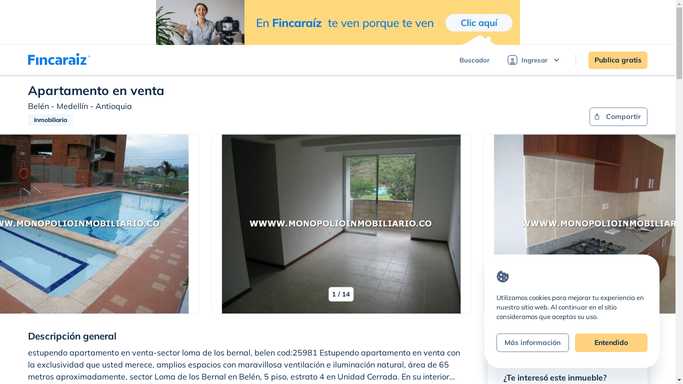 En Fincaraíz te ven porque te ven
Clic aquí
Fincaraíz
Buscador
Ingresar
Publica gratis
Apartamento en venta
Belén - Medellín - Antioquia
Inmobiliaria
Compartir
WWWW.MONOPOLIOINMOBILIARIO.CO
WWWW.MONOPOLIOINMOBILIARIO.CO
WWWW.MONOPOLIOINMOBILIARIO.CO
1 / 14
Descripción general
estupendo apartamento en venta-sector loma de los bernal, belen cod:25981 Estupendo apartamento en venta con
la exclusividad que usted merece, amplios espacios con maravillosa ventilación e iluminación natural, área de 65
metros aproximadamente, sector Loma de los Bernal en Belén, 5 piso, estrato 4 en Unidad Cerrada. En su interior...
Utilizamos cookies para mejorar tu experiencia en
nuestro sitio web. Al continuar en el sitio
consideramos que aceptas su uso.
Más información
Entendido
¿Te interesó este inmueble?